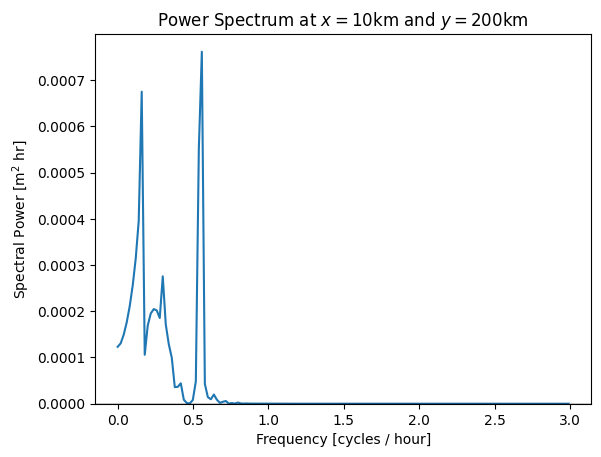 Power Spectrum at x = 10km and y = 200km
Spectral Power [m² hr]
0.0007
0.0006
0.0005
0.0004
0.0003
0.0002
0.0001
0.0000
0.0 0.5 1.0 1.5 2.0 2.5 3.0
Frequency [cycles / hour]